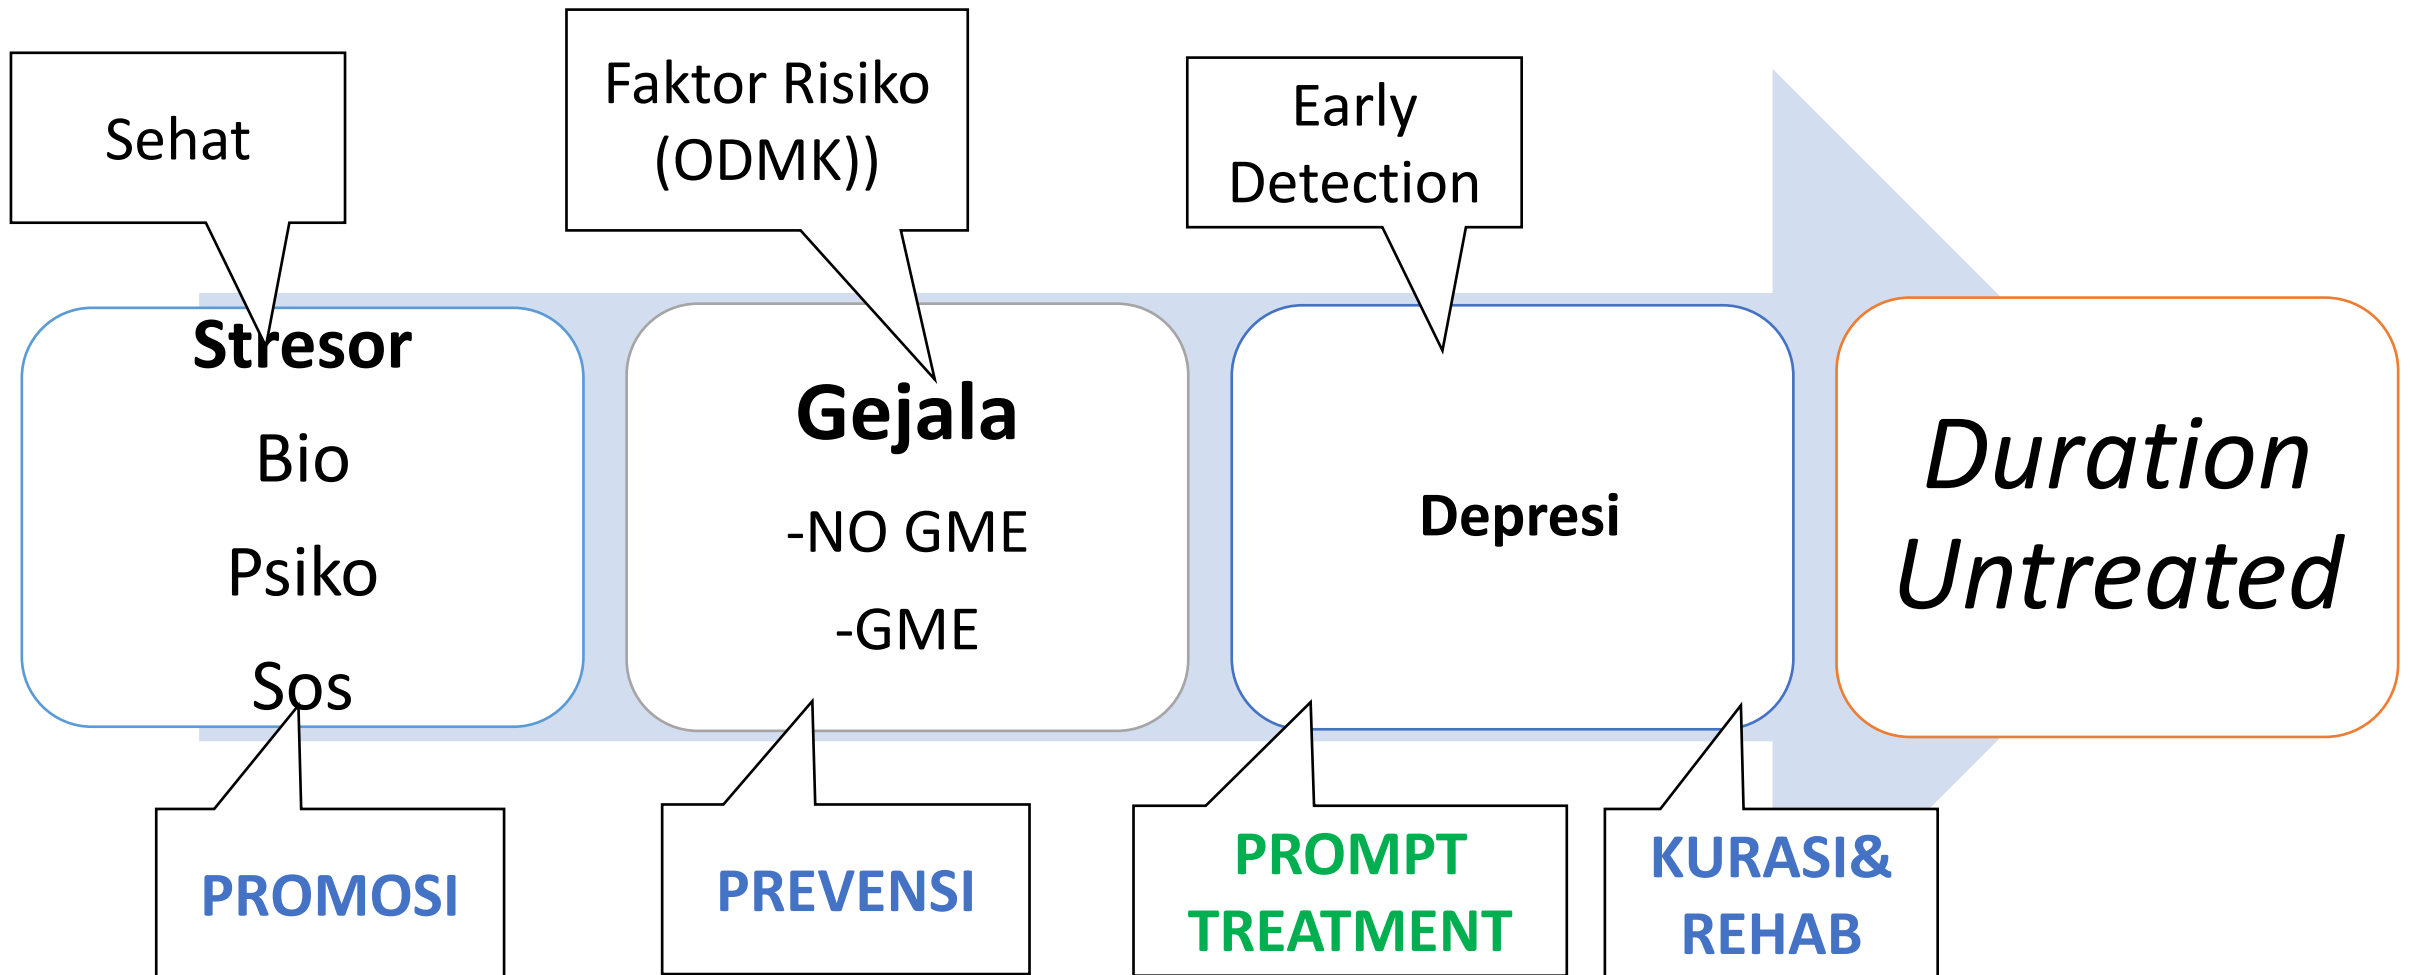 Sehat
Faktor Risiko
(ODMK))
Early
Detection
Stresor
Bio
Psiko
Sos
Gejala
-NO GME
-GME
Depresi
Duration
Untreated
PROMOSI
PREVENSI
PROMPT
TREATMENT
KURASI&
REHAB